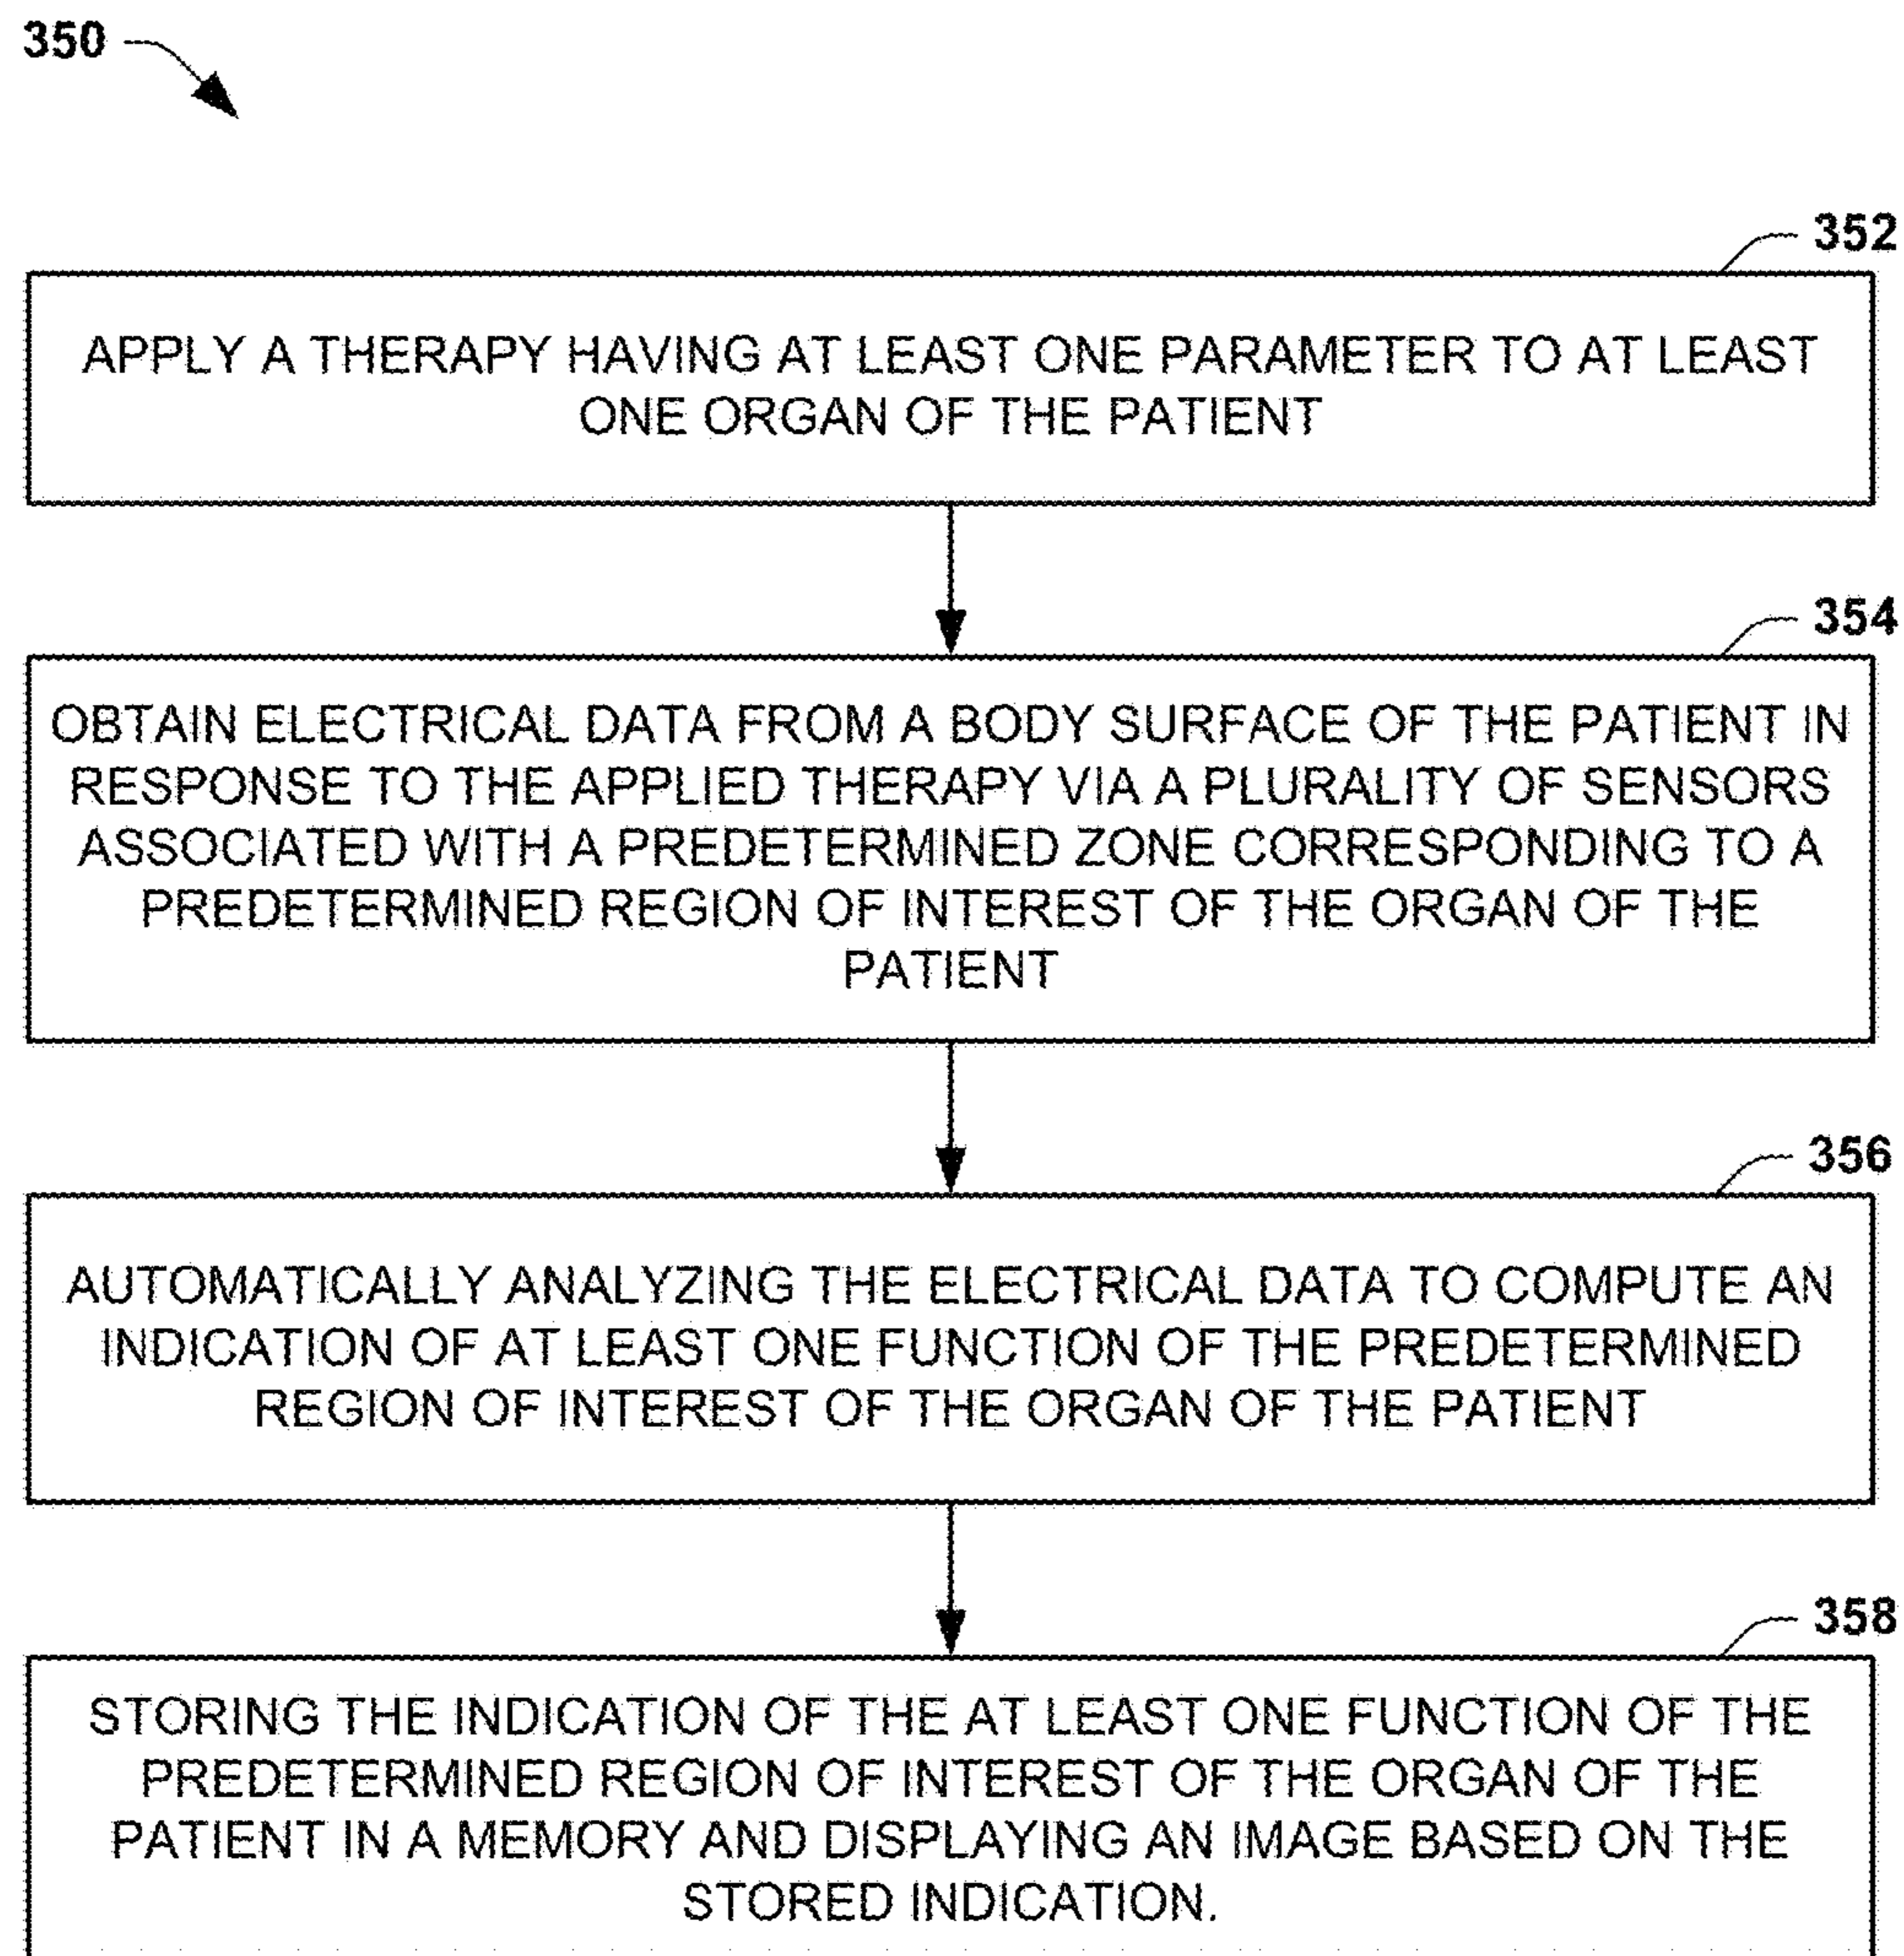 350
352
APPLY A THERAPY HAVING AT LEAST ONE PARAMETER TO AT LEAST
ONE ORGAN OF THE PATIENT
354
OBTAIN ELECTRICAL DATA FROM A BODY SURFACE OF THE PATIENT IN
RESPONSE TO THE APPLIED THERAPY VIA A PLURALITY OF SENSORS
ASSOCIATED WITH A PREDETERMINED ZONE CORRESPONDING TO A
PREDETERMINED REGION OF INTEREST OF THE ORGAN OF THE
PATIENT
356
AUTOMATICALLY ANALYZING THE ELECTRICAL DATA TO COMPUTE AN
INDICATION OF AT LEAST ONE FUNCTION OF THE PREDETERMINED
REGION OF INTEREST OF THE ORGAN OF THE PATIENT
358
STORING THE INDICATION OF THE AT LEAST ONE FUNCTION OF THE
PREDETERMINED REGION OF INTEREST OF THE ORGAN OF THE
PATIENT IN A MEMORY AND DISPLAYING AN IMAGE BASED ON THE
STORED INDICATION.